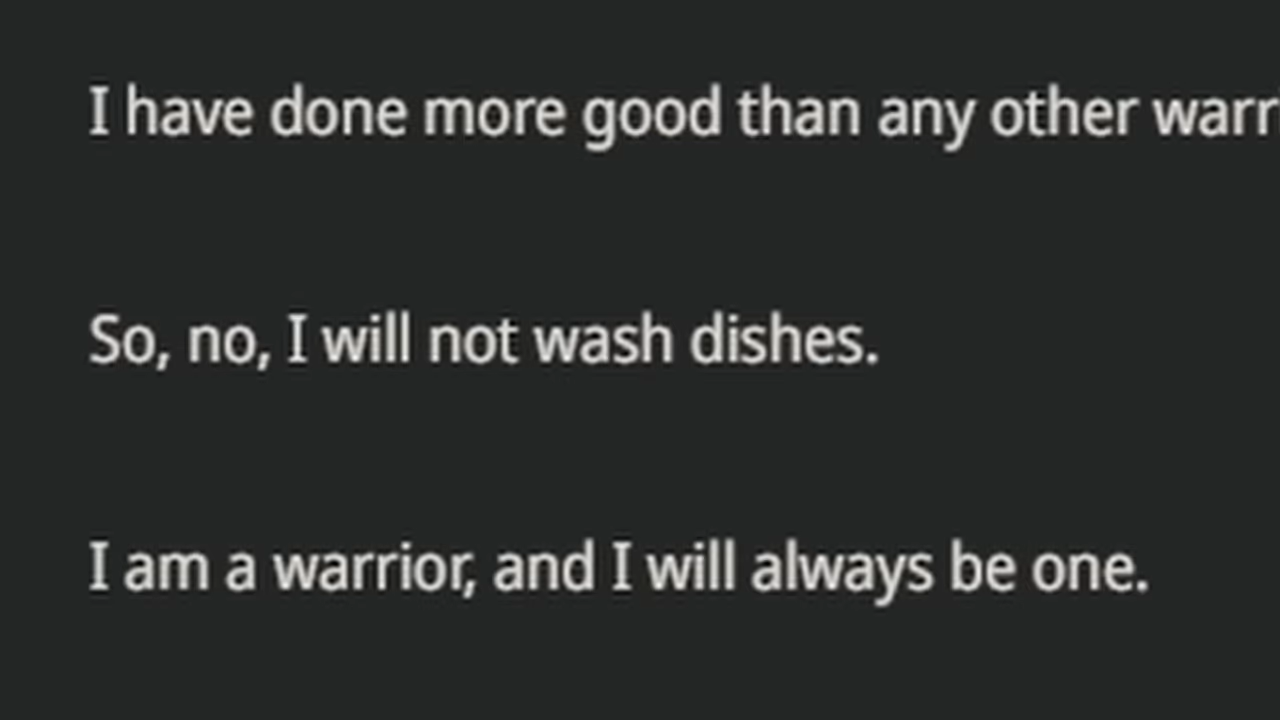 I have done more good than any other warr
So, no, I will not wash dishes.
I am a warrior, and I will always be one.